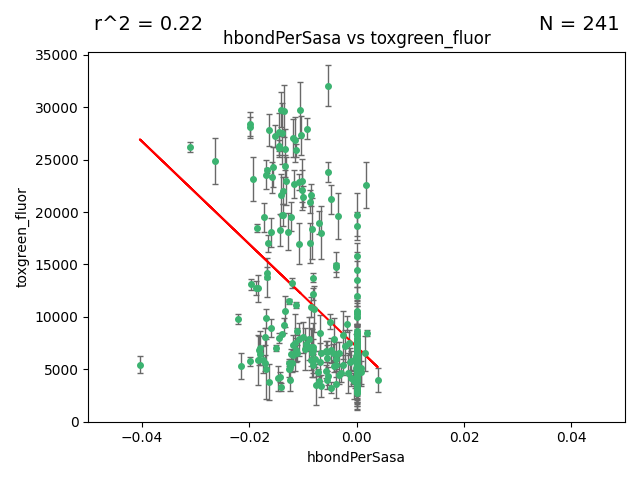 r^2 = 0.22
N = 241
hbondPerSasa vs toxgreen_fluor
35000
30000
25000
20000
15000
10000
5000
0
toxgreen_fluor
−0.04
−0.02
0.00
0.02
0.04
hbondPerSasa